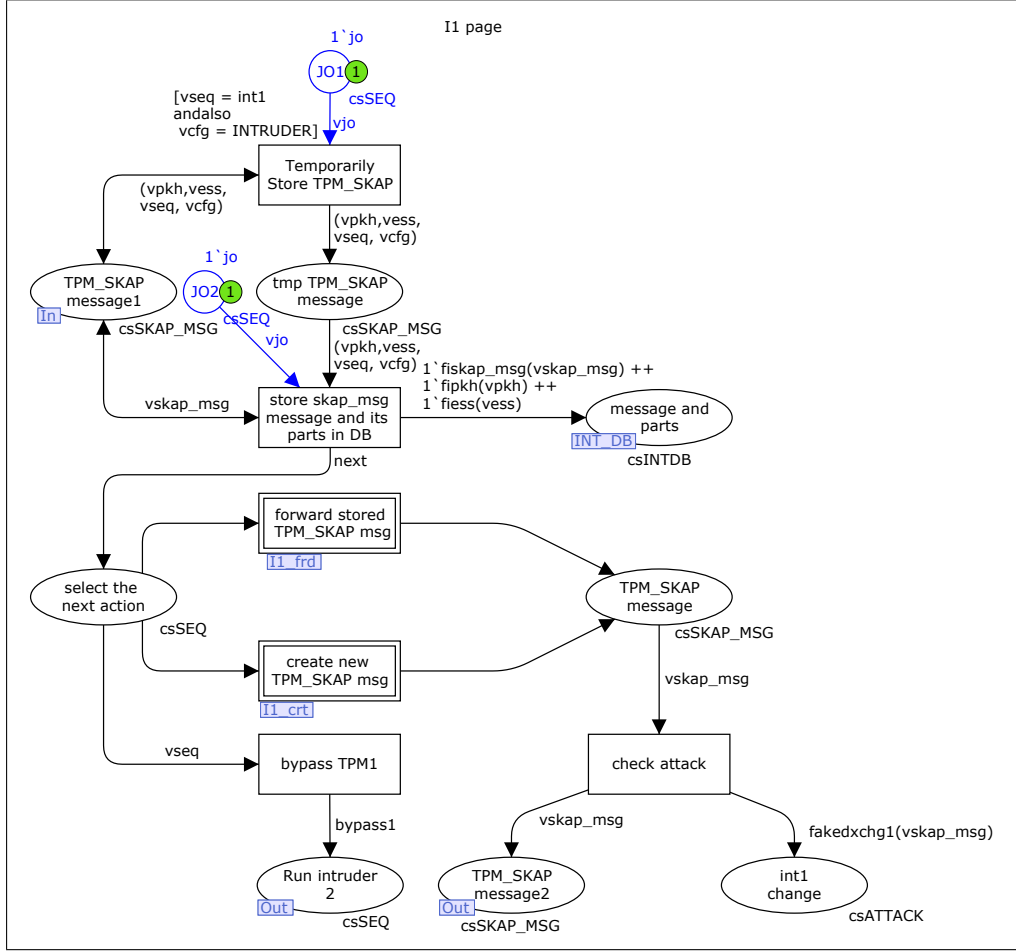 I1 page
1`jo
JO1
1
csSEQ
[vseq = int1
andalso
vcfg = INTRUDER]
vjo
Temporarily
Store TPM_SKAP
(vpkh,vess,
vseq, vcfg)
(vpkh,vess,
vseq, vcfg)
1`jo
TPM_SKAP
message1
In
csSKAP_MSG
JO2
1
csSEQ
vjo
tmp TPM_SKAP
message
csSKAP_MSG
(vpkh,vess,
vseq, vcfg)
1`fiskap_msg(vskap_msg) ++
1`fipkh(vpkh) ++
1`fiess(vess)
vskap_msg
store skap_msg
message and its
parts in DB
message and
parts
INT_DB
csINTDB
next
forward stored
TPM_SKAP msg
I1_frd
select the
next action
csSEQ
TPM_SKAP
message
csSKAP_MSG
create new
TPM_SKAP msg
I1_crt
vskap_msg
vseq
bypass TPM1
check attack
bypass1
vskap_msg
fakedxchg1(vskap_msg)
Run intruder
2
Out
csSEQ
TPM_SKAP
message2
Out
csSKAP_MSG
int1
change
csATTACK